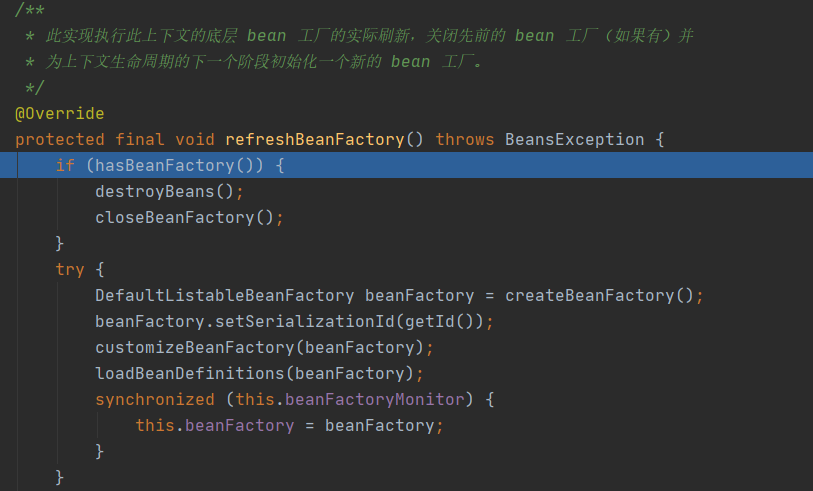 /**
 * 此实现执行此上下文的底层 bean 工厂的实际刷新，关闭先前的 bean 工厂（如果有）并
 * 为上下文生命周期的下一个阶段初始化一个新的 bean 工厂。
 */
@Override
protected final void refreshBeanFactory() throws BeansException {
    if (hasBeanFactory()) {
        destroyBeans();
        closeBeanFactory();
    }
    try {
        DefaultListableBeanFactory beanFactory = createBeanFactory();
        beanFactory.setSerializationId(getId());
        customizeBeanFactory(beanFactory);
        loadBeanDefinitions(beanFactory);
        synchronized (this.beanFactoryMonitor) {
            this.beanFactory = beanFactory;
        }
    }